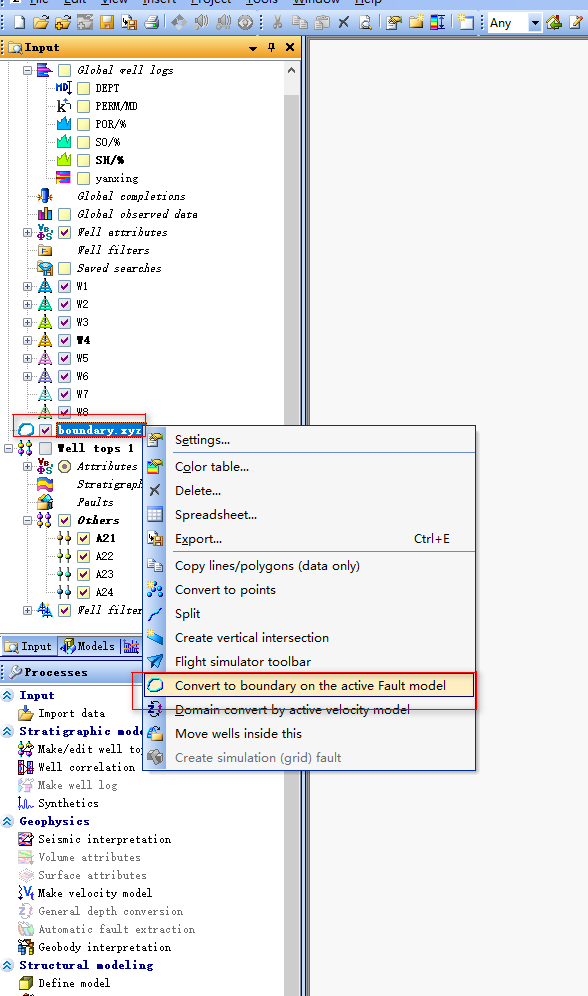 File Edit View Insert Project Tools Window Help
Any
Input
Global well logs
DEPT
PERM/MD
POR/%
SO/%
SH/%
yanxing
Global completions
Global observed data
Well attributes
Well filters
Saved searches
W1
W2
W3
W4
W5
W6
W7
W8
boundary.xyz
Well tops 1
Attributes
Stratigraph
Faults
Others
A21
A22
A23
A24
Well filter
Settings...
Color table...
Delete...
Spreadsheet...
Export... Ctrl+E
Copy lines/polygons (data only)
Convert to points
Split
Create vertical intersection
Flight simulator toolbar
Convert to boundary on the active Fault model
Domain convert by active velocity model
Move wells inside this
Create simulation (grid) fault
Input Models
Processes
Input
Import data
Stratigraphic mode
Make/edit well to
Well correlation
Make well log
Synthetics
Geophysics
Seismic interpretation
Volume attributes
Surface attributes
Make velocity model
General depth conversion
Automatic fault extraction
Geobody interpretation
Structural modeling
Define model